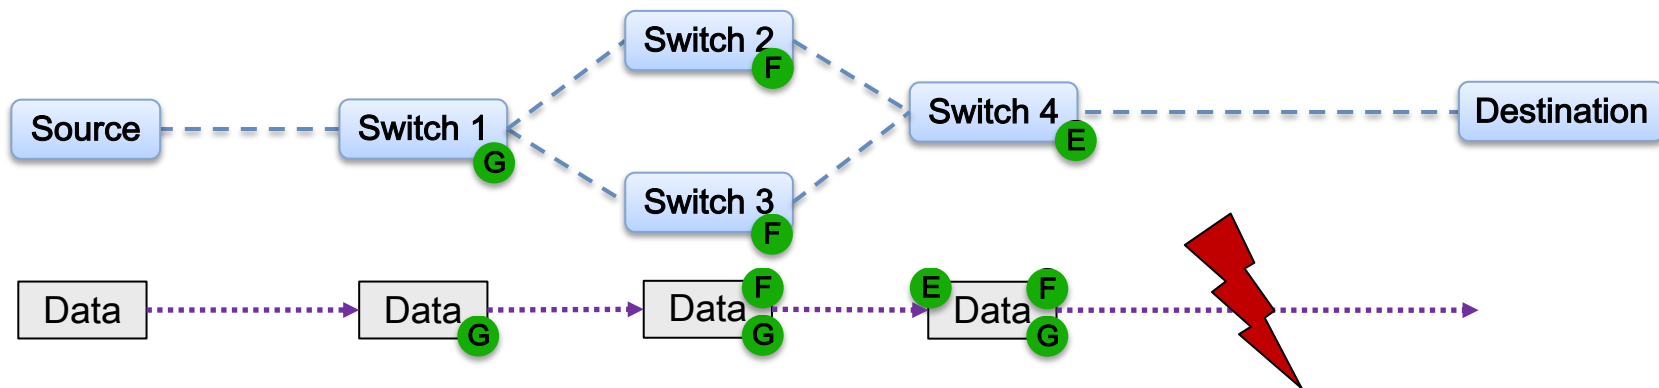 Switch 2
F
Source
Switch 1
G
Switch 4
E
Destination
Switch 3
F
Data
Data
G
Data
F
G
E
Data
F
G